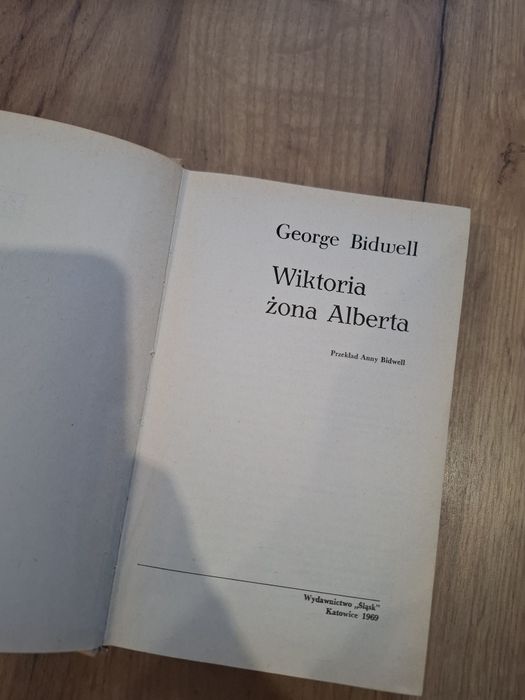 George Bidwell
Wiktoria
żona Alberta
Przekład Anny Bidwell
Wydawnictwo „Śląsk"
Katowice 1969